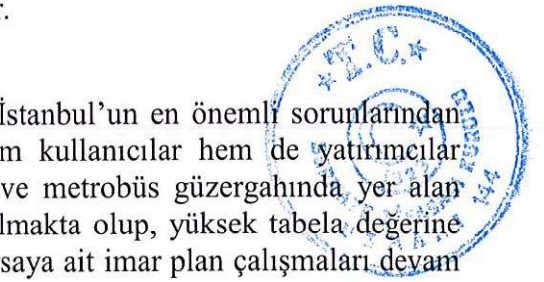 r.
İstanbul’un en önemli sorunlarından
m kullanıcılar hem de yatırımcılar
ve metrobüs güzergahında yer alan
lmakta olup, yüksek tabela değerine
saya ait imar plan çalışmaları devam
T.C.